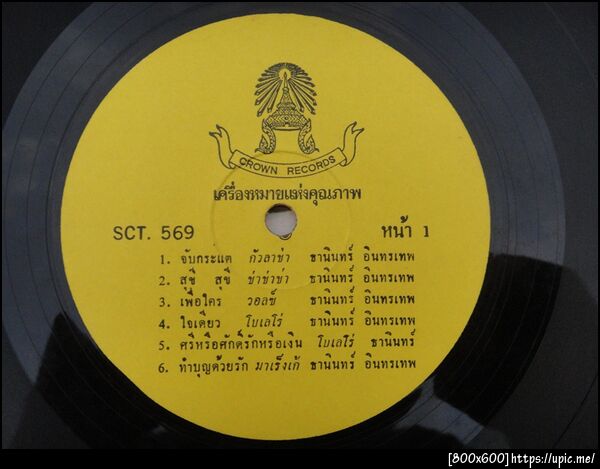 CROWN RECORDS
เครื่องหมายแห่งคุณภาพ
SCT. 569 หน้า 1
1. จับกระแต กัวลาช่า ธานินทร์ อินทรเทพ
2. สุขี สุขี ช่าช่าช่า ธานินทร์ อินทรเทพ
3. เพื่อใคร วอลซ์ ธานินทร์ อินทรเทพ
4. ใจเดียว โบเลโร่ ธานินทร์ อินทรเทพ
5. ศรีหรือศักดิ์รักหรือเงิน โบเลโร่ ธานินทร์
6. ทำบุญด้วยรัก มาเร็งเก้ ธานินทร์ อินทรเทพ
[800x600]https://upic.me/